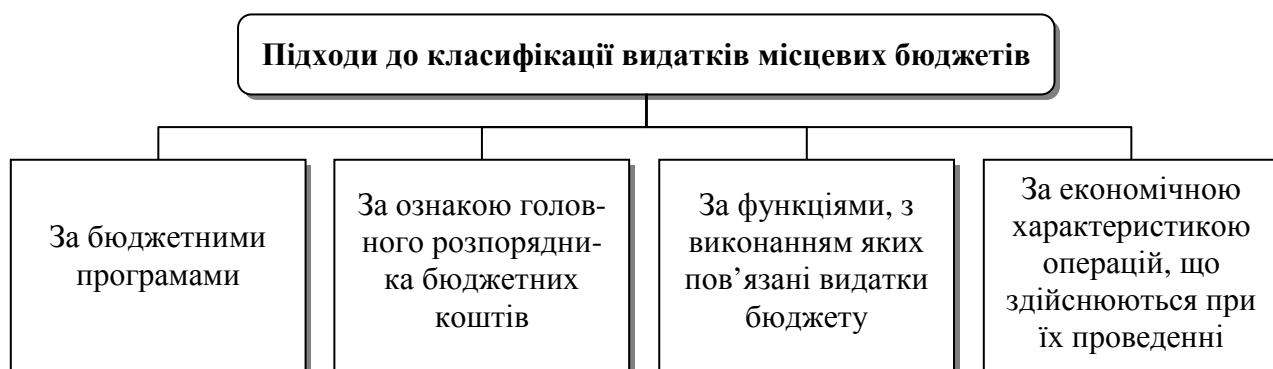 Підходи до класифікації видатків місцевих бюджетів
За бюджетними
програмами
За ознакою голов-
ного розпорядни-
ка бюджетних
коштів
За функціями, з
виконанням яких
пов’язані видатки
бюджету
За економічною
характеристикою
операцій, що
здійснюються при
їх проведенні